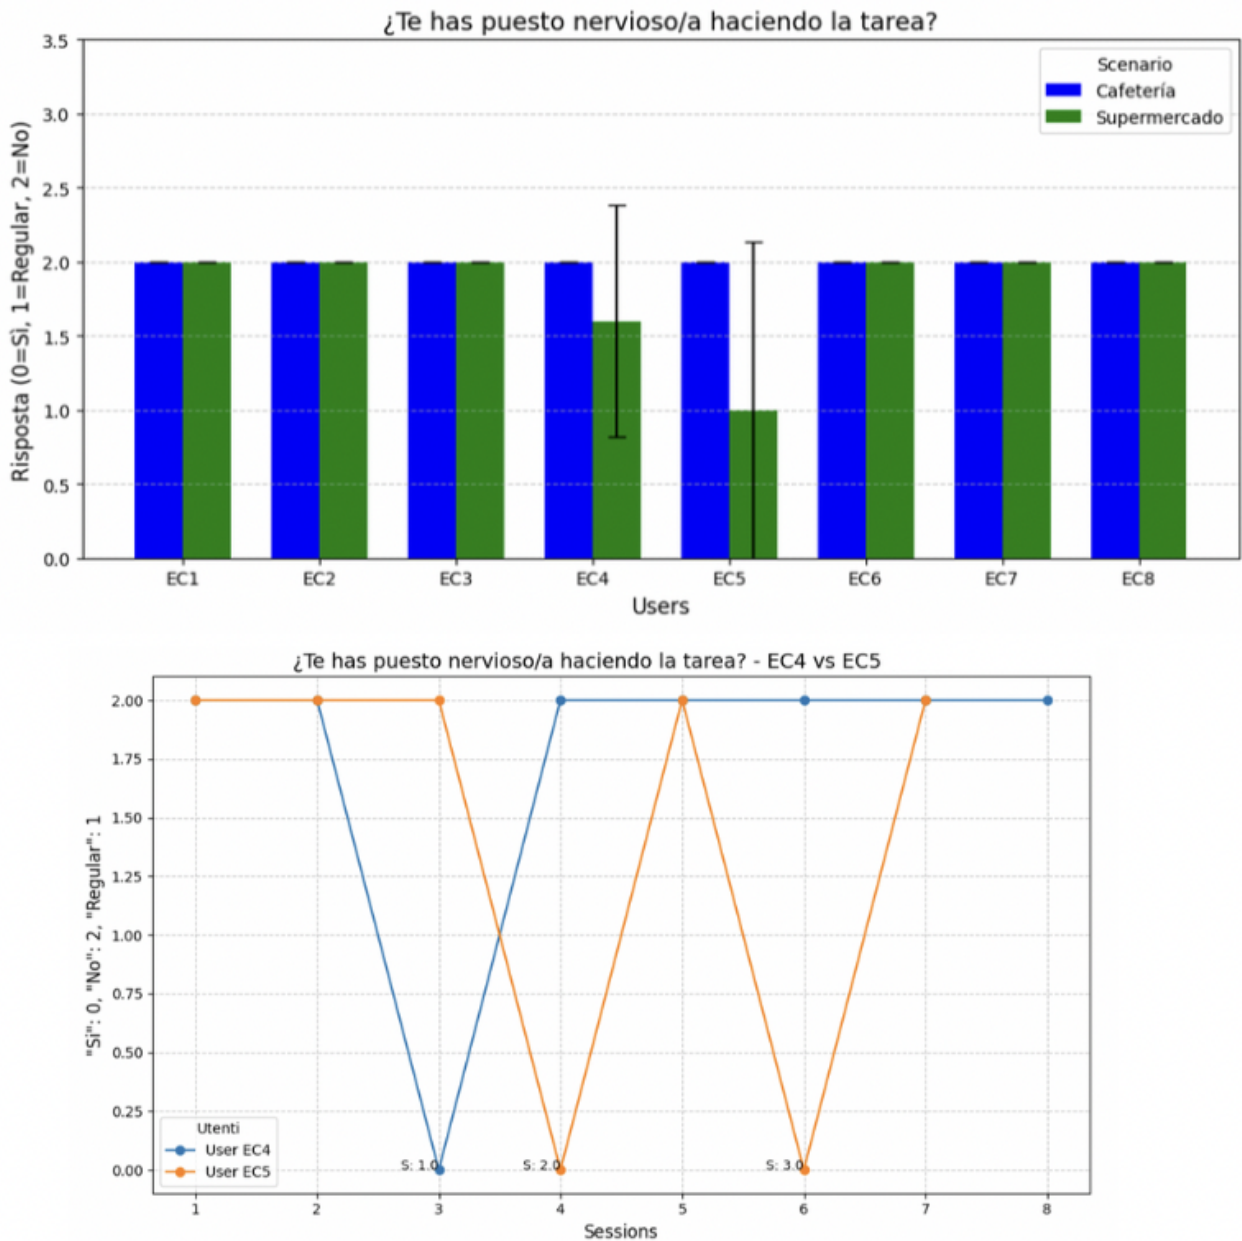 ¿Te has puesto nervioso/a haciendo la tarea?
Risposta (0=Sì, 1=Regular, 2=No)
3.5
3.0
2.5
2.0
1.5
1.0
0.5
0.0
Scenario
Cafetería
Supermercado
EC1 EC2 EC3 EC4 EC5 EC6 EC7 EC8
Users
¿Te has puesto nervioso/a haciendo la tarea? - EC4 vs EC5
"Si": 0, "No": 2, "Regular": 1
2.00
1.75
1.50
1.25
1.00
0.75
0.50
0.25
0.00
Utenti
User EC4
User EC5
S: 1.0 S: 2.0 S: 3.0
1 2 3 4 5 6 7 8
Sessions